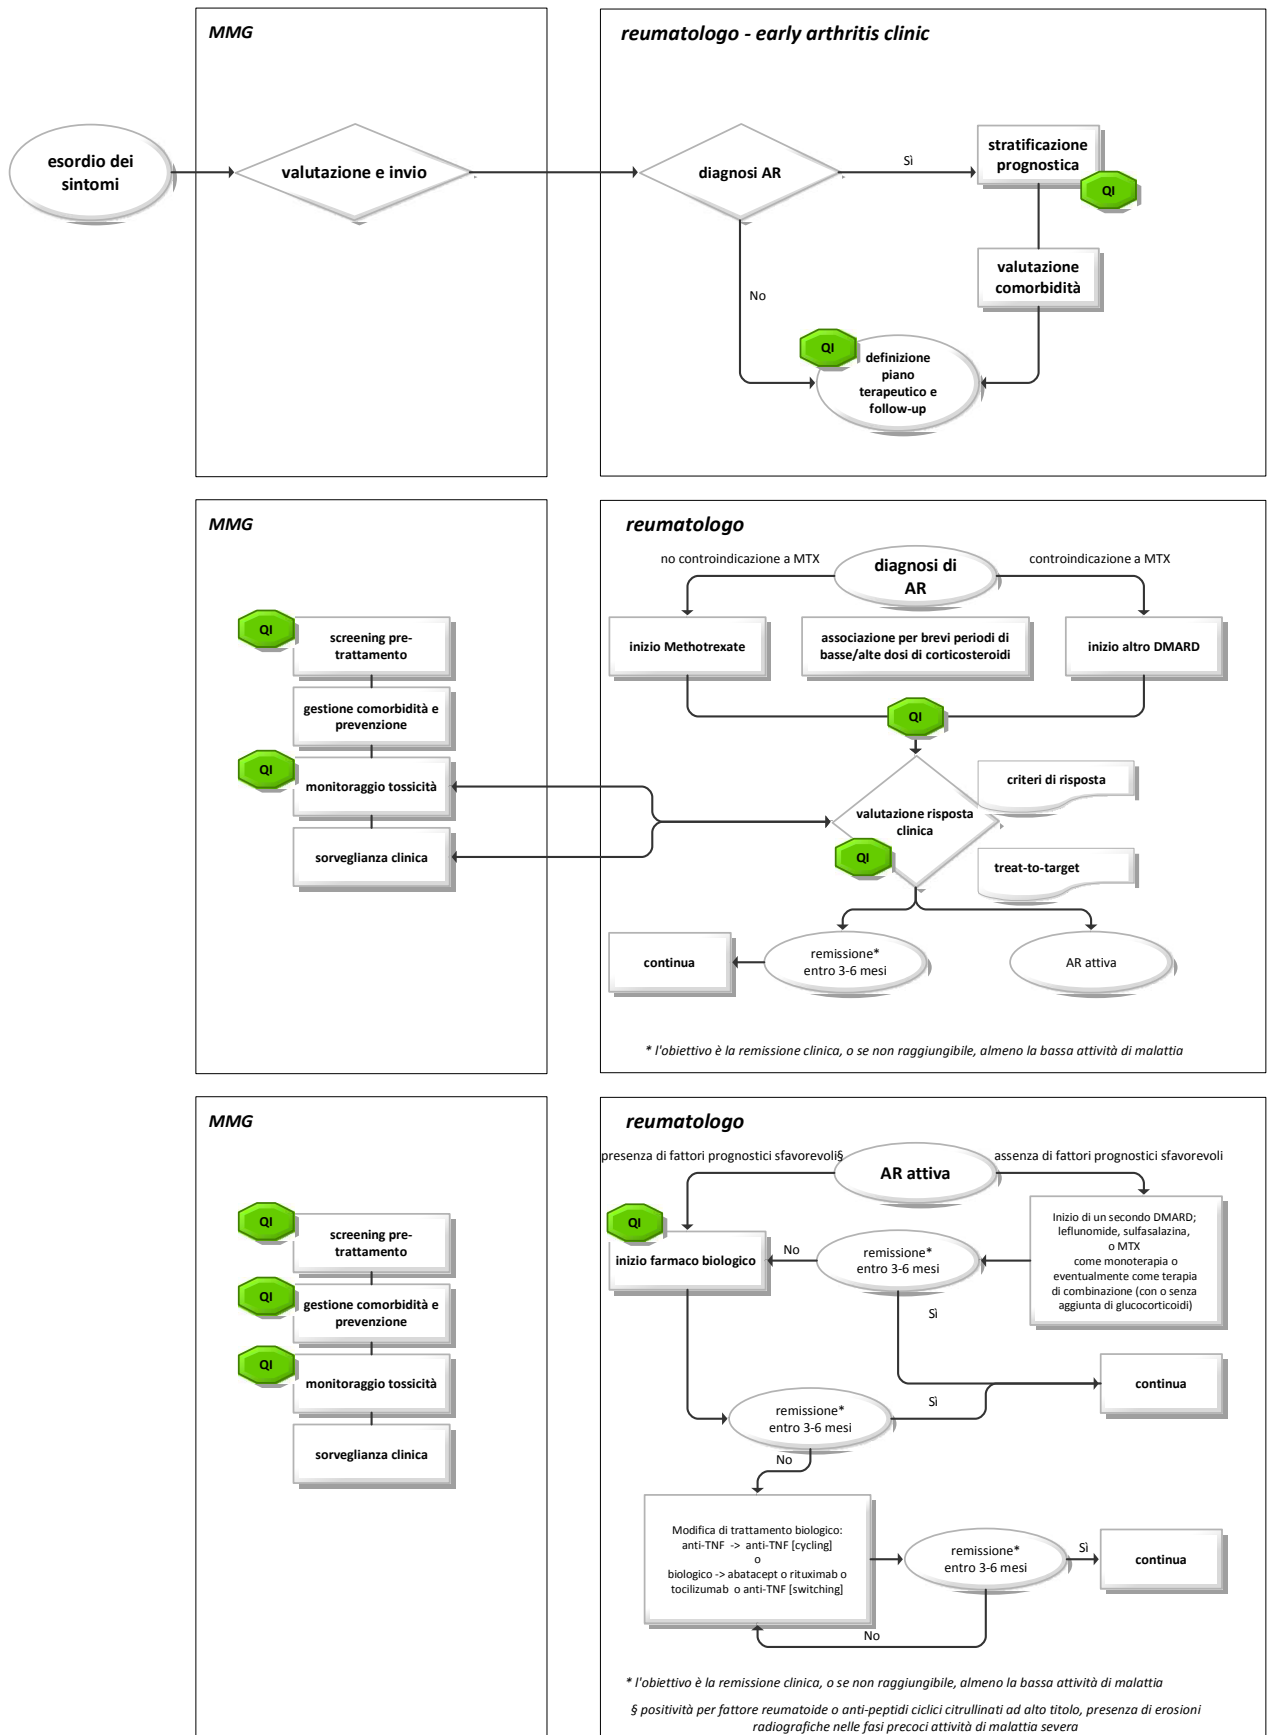 MMG
reumatologo - early arthritis clinic
esordio dei
sintomi
valutazione e invio
diagnosi AR
Sì
stratificazione
prognostica
QI
No
valutazione
comorbidità
QI
definizione
piano
terapeutico e
follow-up
MMG
QI
screening pre-
trattamento
gestione comorbidità e
prevenzione
QI
monitoraggio tossicità
sorveglianza clinica
reumatologo
no controindicazione a MTX
diagnosi di
AR
controindicazione a MTX
inizio Methotrexate
associazione per brevi periodi di
basse/alte dosi di corticosteroidi
inizio altro DMARD
QI
criteri di risposta
valutazione risposta
clinica
QI
treat-to-target
continua
remissione*
entro 3-6 mesi
AR attiva
* l'obiettivo è la remissione clinica, o se non raggiungibile, almeno la bassa attività di malattia
MMG
QI
screening pre-
trattamento
QI
gestione comorbidità e
prevenzione
QI
monitoraggio tossicità
sorveglianza clinica
reumatologo
presenza di fattori prognostici sfavorevoli§
AR attiva
assenza di fattori prognostici sfavorevoli
QI
inizio farmaco biologico
No
remissione*
entro 3-6 mesi
Inizio di un secondo DMARD;
leflunomide, sulfasalazina,
o MTX
come monoterapia o
eventualmente come terapia
di combinazione (con o senza
aggiunta di glucocorticoidi)
Sì
continua
remissione*
entro 3-6 mesi
Sì
No
Modifica di trattamento biologico:
anti-TNF -> anti-TNF [cycling]
o
biologico -> abatacept o rituximab o
tocilizumab o anti-TNF [switching]
remissione*
entro 3-6 mesi
Sì
continua
No
* l'obiettivo è la remissione clinica, o se non raggiungibile, almeno la bassa attività di malattia
§ positività per fattore reumatoide o anti-peptidi ciclici citrullinati ad alto titolo, presenza di erosioni
radiografiche nelle fasi precoci attività di malattia severa